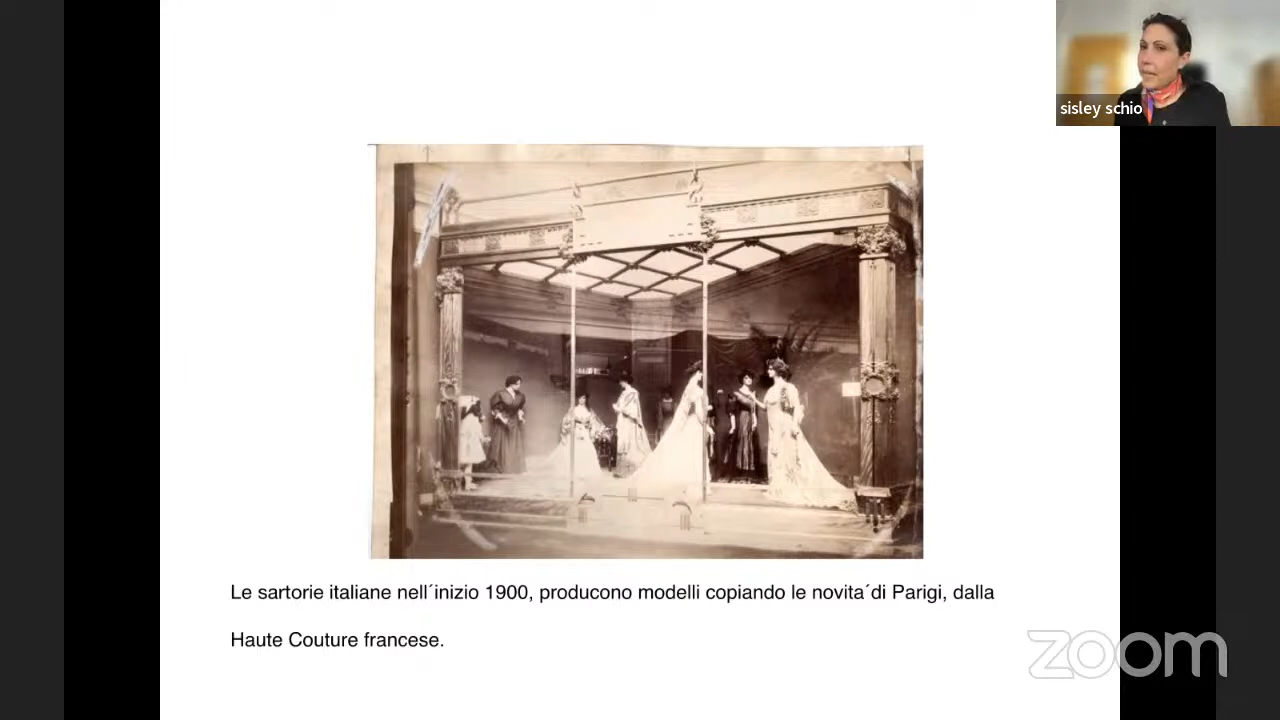 sisley schio
Le sartorie italiane nell´inizio 1900, producono modelli copiando le novita´di Parigi, dalla
Haute Couture francese.
zoom